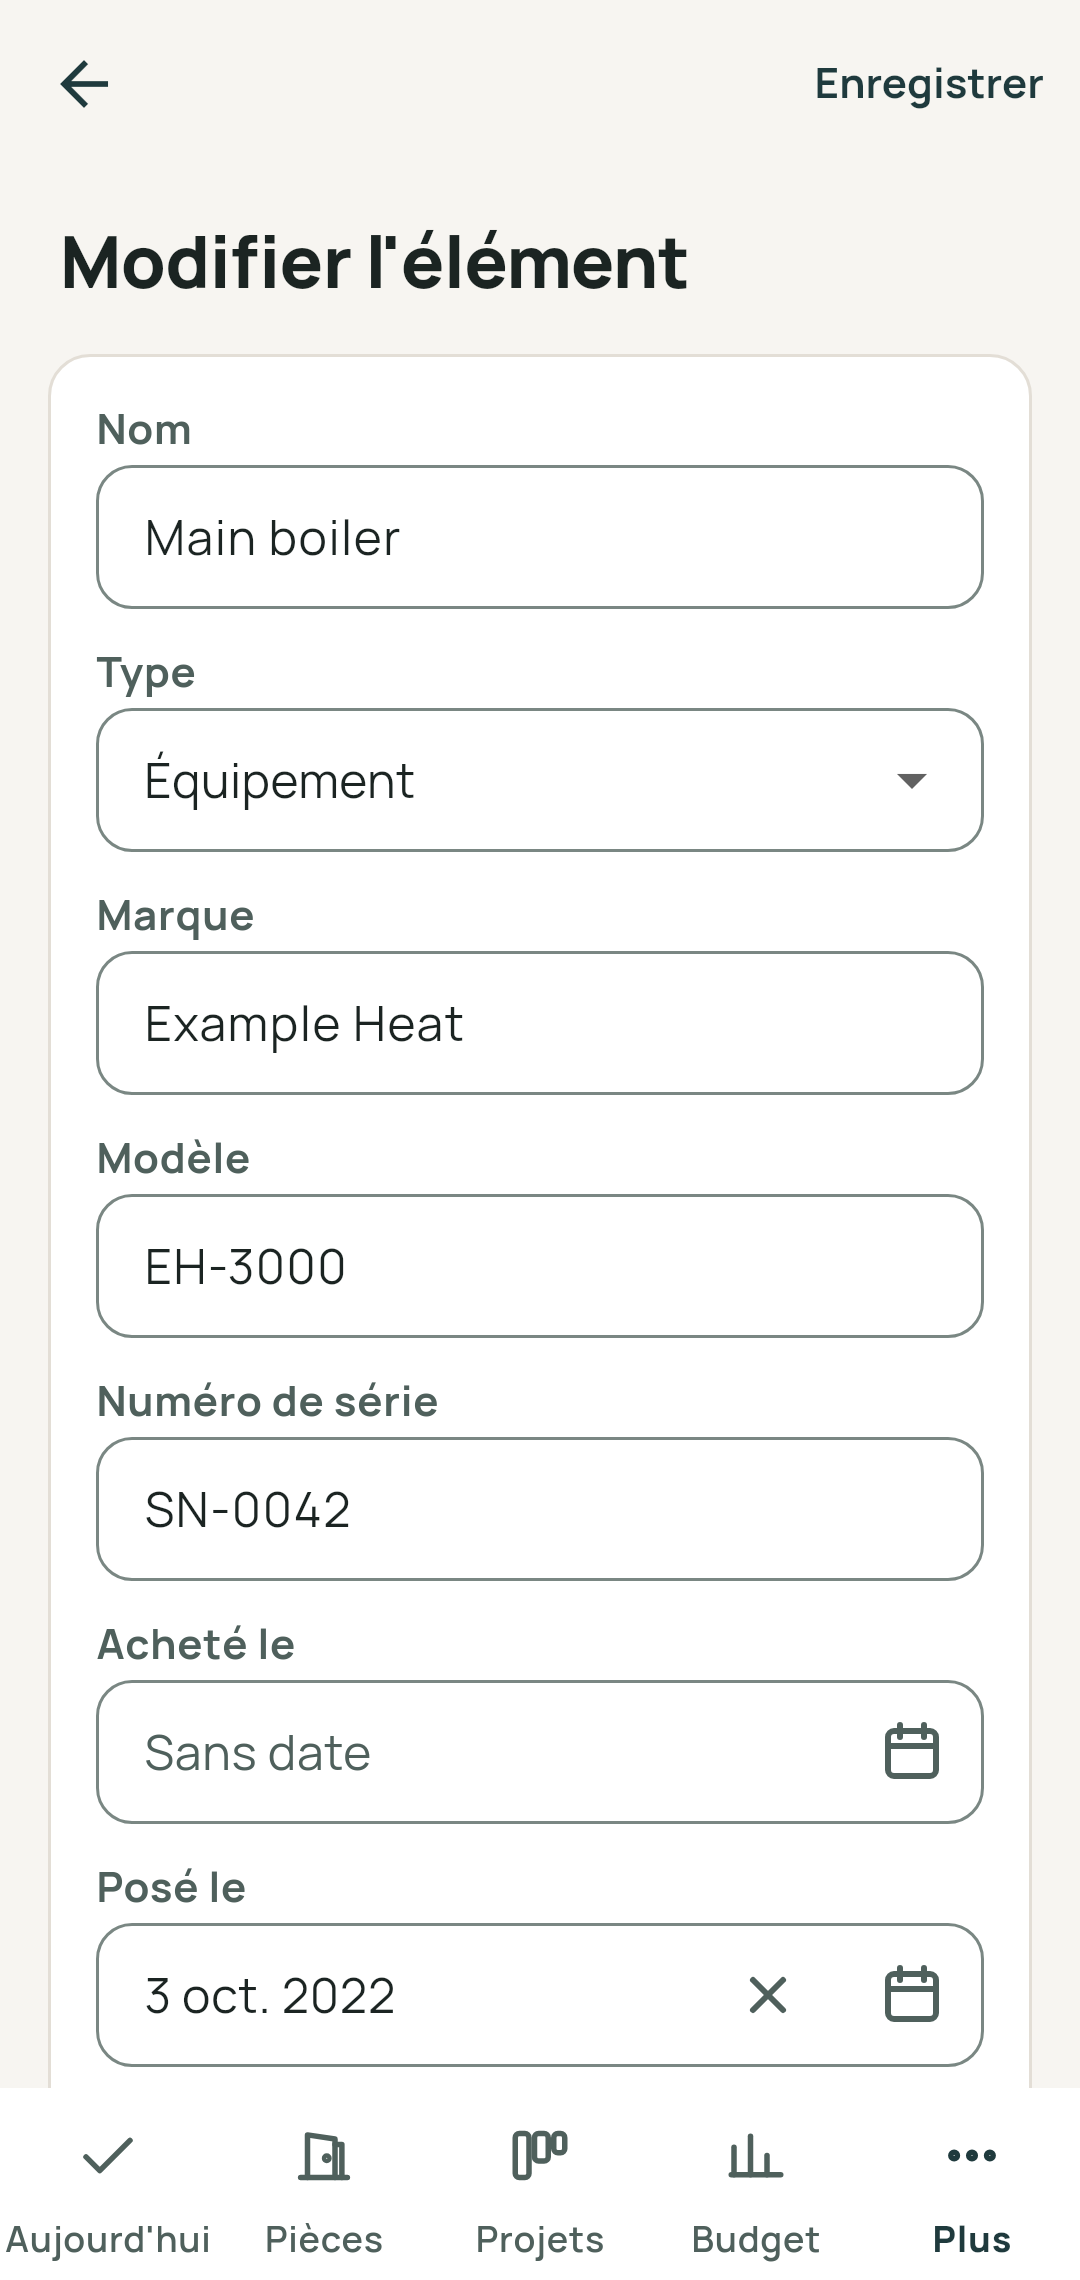 Enregistrer
Modifier l'élément
Nom
Main boiler
Type
Équipement
Marque
Example Heat
Modèle
EH-3000
Numéro de série
SN-0042
Acheté le
Sans date
Posé le
3 oct. 2022
Aujourd'hui Pièces Projets Budget Plus